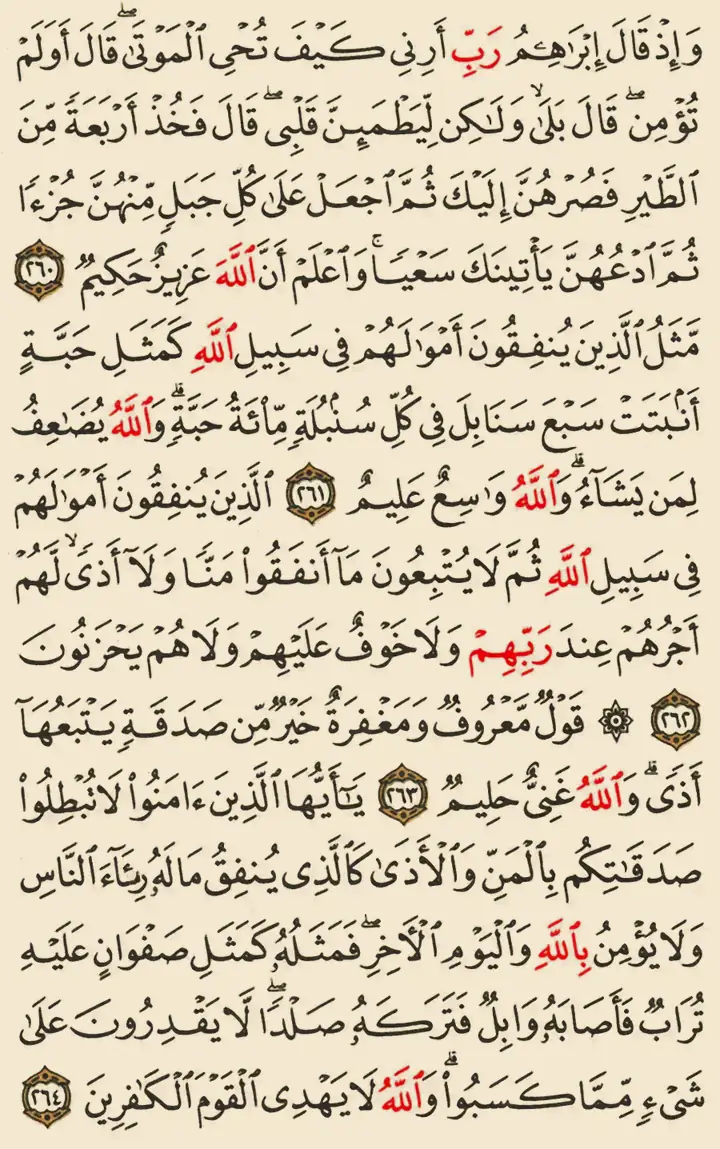 وَإِذْ قَالَ إِبْرَٰهِـۧمُ رَبِّ أَرِنِي كَيْفَ تُحْيِ ٱلْمَوْتَىٰۖ قَالَ أَوَلَمْ
تُؤْمِنۖ قَالَ بَلَىٰۙ وَلَٰكِن لِّيَطْمَئِنَّ قَلْبِيۖ قَالَ فَخُذْ أَرْبَعَةً مِّنَ
ٱلطَّيْرِ فَصُرْهُنَّ إِلَيْكَ ثُمَّ ٱجْعَلْ عَلَىٰ كُلِّ جَبَلٍ مِّنْهُنَّ جُزْءًا
ثُمَّ ٱدْعُهُنَّ يَأْتِينَكَ سَعْيًاۚ وَٱعْلَمْ أَنَّ ٱللَّهَ عَزِيزٌ حَكِيمٌ ٢٦٠
مَّثَلُ ٱلَّذِينَ يُنفِقُونَ أَمْوَٰلَهُمْ فِي سَبِيلِ ٱللَّهِ كَمَثَلِ حَبَّةٍ
أَنۢبَتَتْ سَبْعَ سَنَابِلَ فِي كُلِّ سُنۢبُلَةٍ مِّا۟ئَةُ حَبَّةٍۗ وَٱللَّهُ يُضَٰعِفُ
لِمَن يَشَآءُۗ وَٱللَّهُ وَٰسِعٌ عَلِيمٌ ٢٦١ ٱلَّذِينَ يُنفِقُونَ أَمْوَٰلَهُمْ
فِي سَبِيلِ ٱللَّهِ ثُمَّ لَا يُتْبِعُونَ مَآ أَنفَقُوا۟ مَنًّا وَلَآ أَذًىۙ لَّهُمْ
أَجْرُهُمْ عِندَ رَبِّهِمْ وَلَا خَوْفٌ عَلَيْهِمْ وَلَا هُمْ يَحْزَنُونَ
٢٦٢ ۞ قَوْلٌ مَّعْرُوفٌ وَمَغْفِرَةٌ خَيْرٌ مِّن صَدَقَةٍ يَتْبَعُهَآ
أَذًىۗ وَٱللَّهُ غَنِيٌّ حَلِيمٌ ٢٦٣ يَٰٓأَيُّهَا ٱلَّذِينَ ءَامَنُوا۟ لَا تُبْطِلُوا۟
صَدَقَٰتِكُم بِٱلْمَنِّ وَٱلْأَذَىٰ كَٱلَّذِي يُنفِقُ مَالَهُۥ رِئَآءَ ٱلنَّاسِ
وَلَا يُؤْمِنُ بِٱللَّهِ وَٱلْيَوْمِ ٱلْأَخِرِۖ فَمَثَلُهُۥ كَمَثَلِ صَفْوَانٍ عَلَيْهِ
تُرَابٌ فَأَصَابَهُۥ وَابِلٌ فَتَرَكَهُۥ صَلْدًاۖ لَّا يَقْدِرُونَ عَلَىٰ
شَيْءٍ مِّمَّا كَسَبُوا۟ۗ وَٱللَّهُ لَا يَهْدِي ٱلْقَوْمَ ٱلْكَٰفِرِينَ ٢٦٤